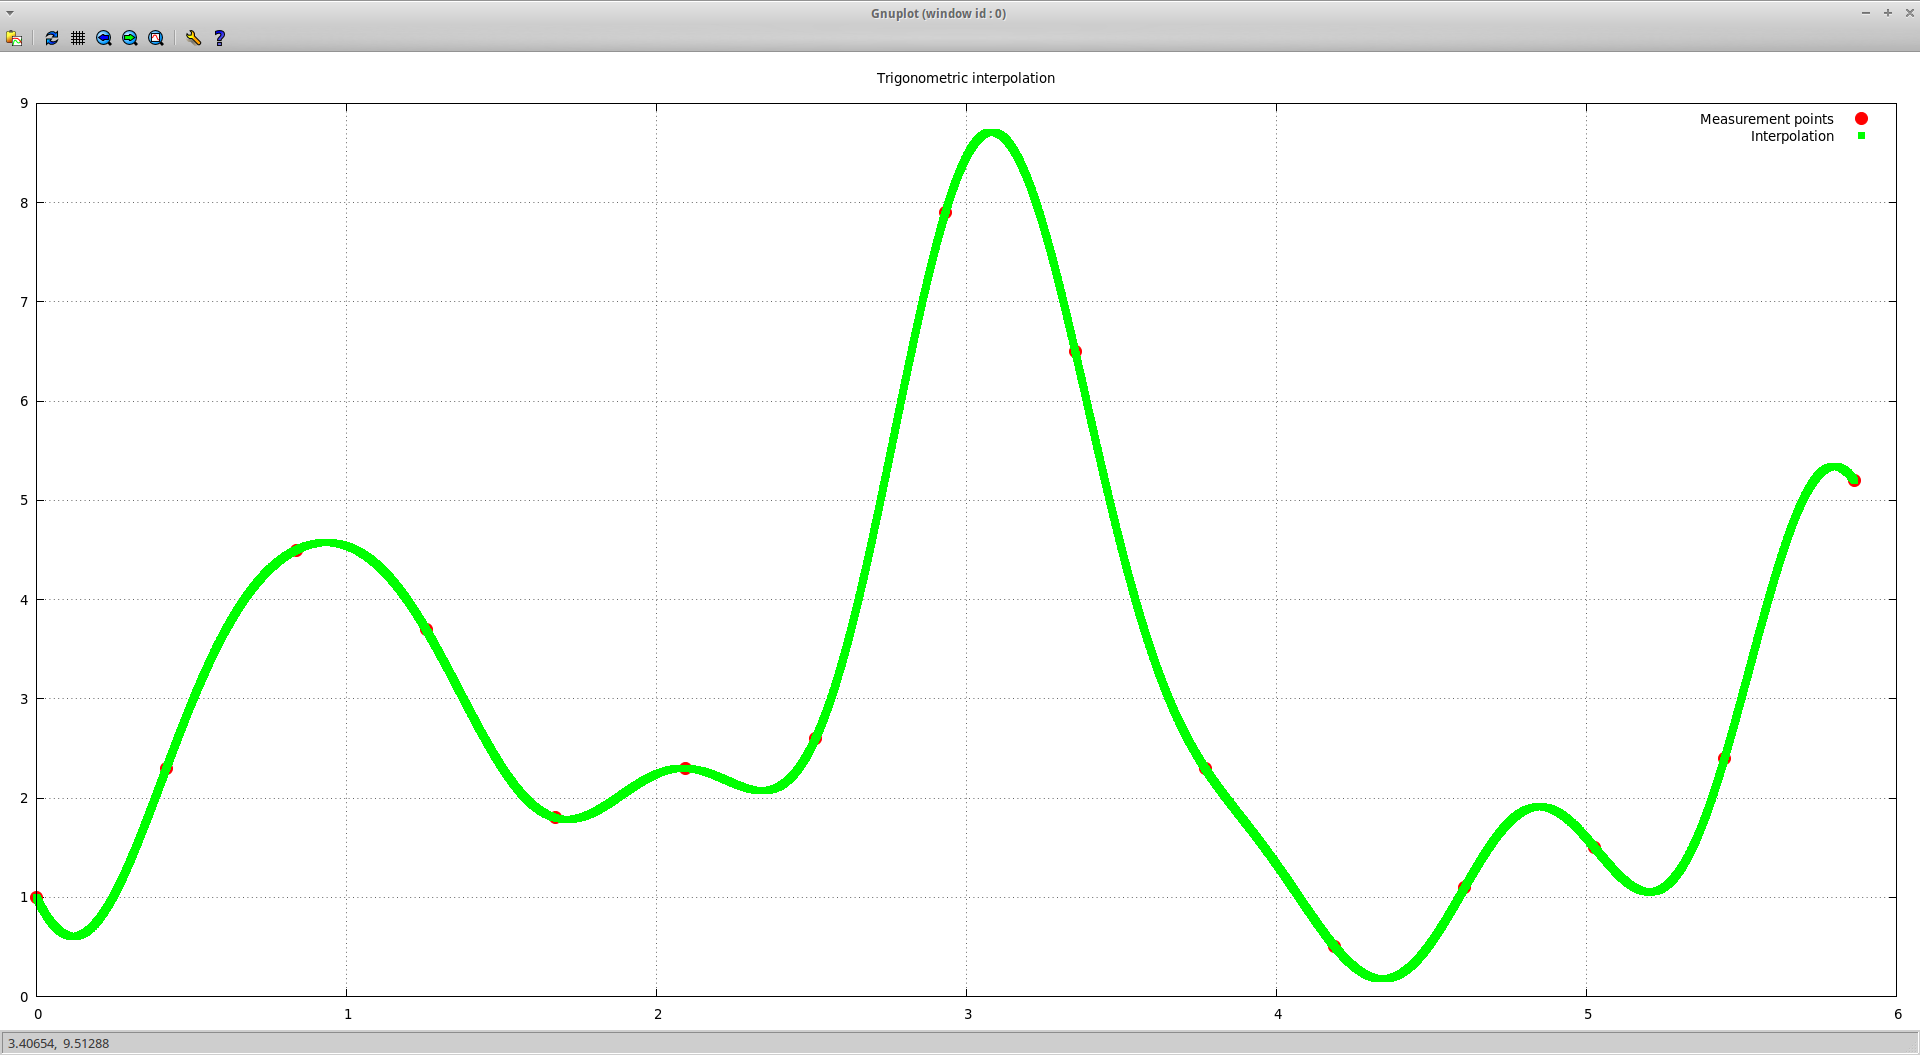 Gnuplot (window id : 0)
Trigonometric interpolation
Measurement points
Interpolation
9
8
7
6
5
4
3
2
1
0
0 1 2 3 4 5 6
3.40654, 9.51288